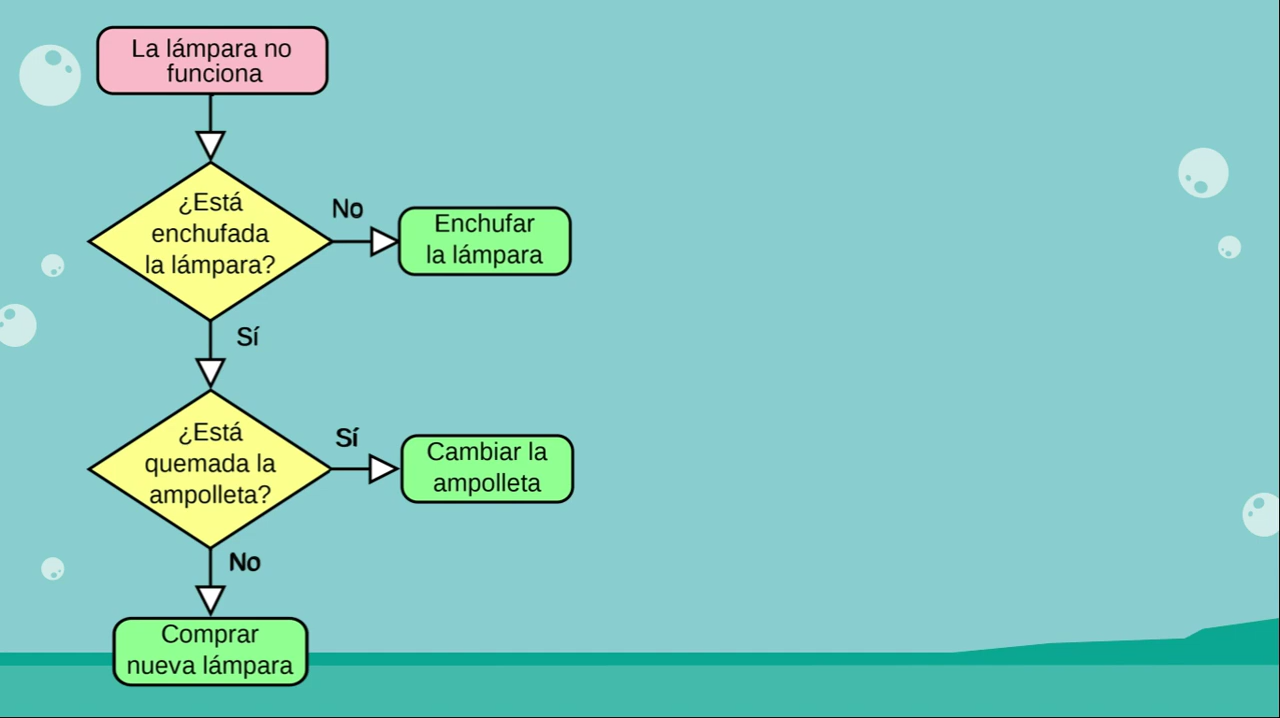 La lámpara no
funciona
¿Está
enchufada
la lámpara?
No
Enchufar
la lámpara
Sí
¿Está
quemada la
ampolleta?
Sí
Cambiar la
ampolleta
No
Comprar
nueva lámpara